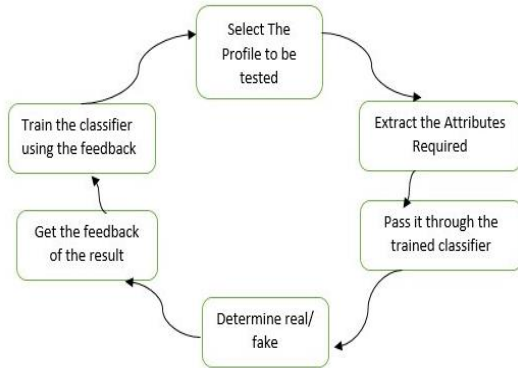 Select The
Profile to be
tested
Extract the Attributes
Required
Pass it through the
trained classifier
Determine real/
fake
Get the feedback
of the result
Train the classifier
using the feedback